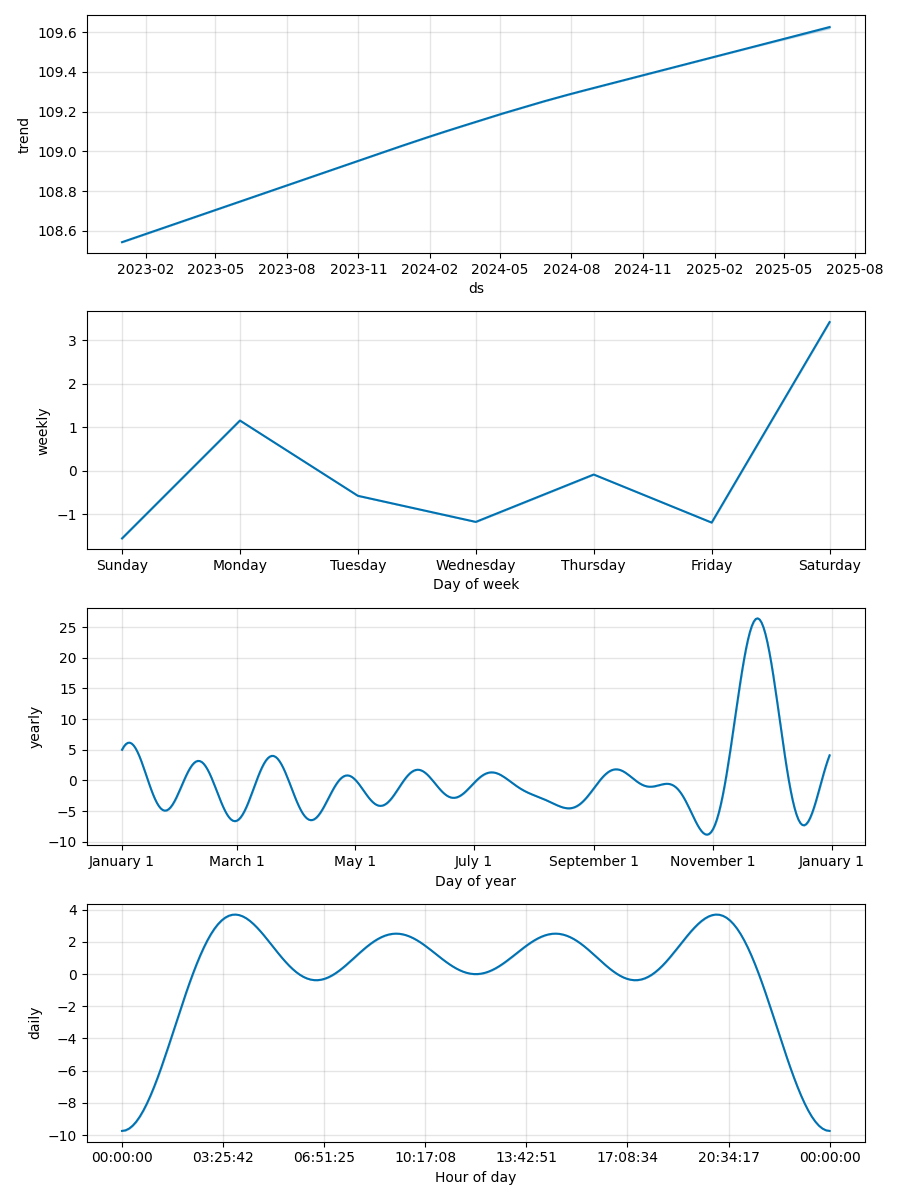 109.6
109.4
109.2
109.0
108.8
108.6
trend
2023-02 2023-05 2023-08 2023-11 2024-02 2024-05 2024-08 2024-11 2025-02 2025-05 2025-08
ds
3
2
1
0
−1
weekly
Sunday Monday Tuesday Wednesday Thursday Friday Saturday
Day of week
25
20
15
10
5
0
−5
−10
yearly
January 1 March 1 May 1 July 1 September 1 November 1 January 1
Day of year
4
2
0
−2
−4
−6
−8
−10
daily
00:00:00 03:25:42 06:51:25 10:17:08 13:42:51 17:08:34 20:34:17 00:00:00
Hour of day